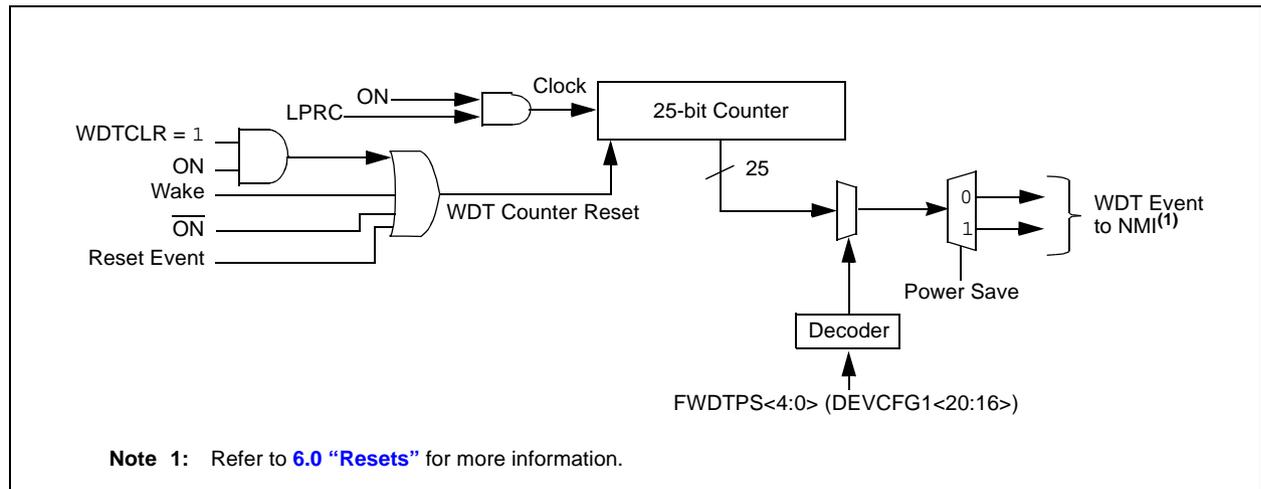 ON
Clock
LPRC
25-bit Counter
WDTCLR = 1
ON
Wake
ON
Reset Event
WDT Counter Reset
25
0
1
WDT Event
to NMI(1)
Power Save
Decoder
FWDTPS<4:0> (DEVCFG1<20:16>)
Note 1: Refer to 6.0 “Resets” for more information.